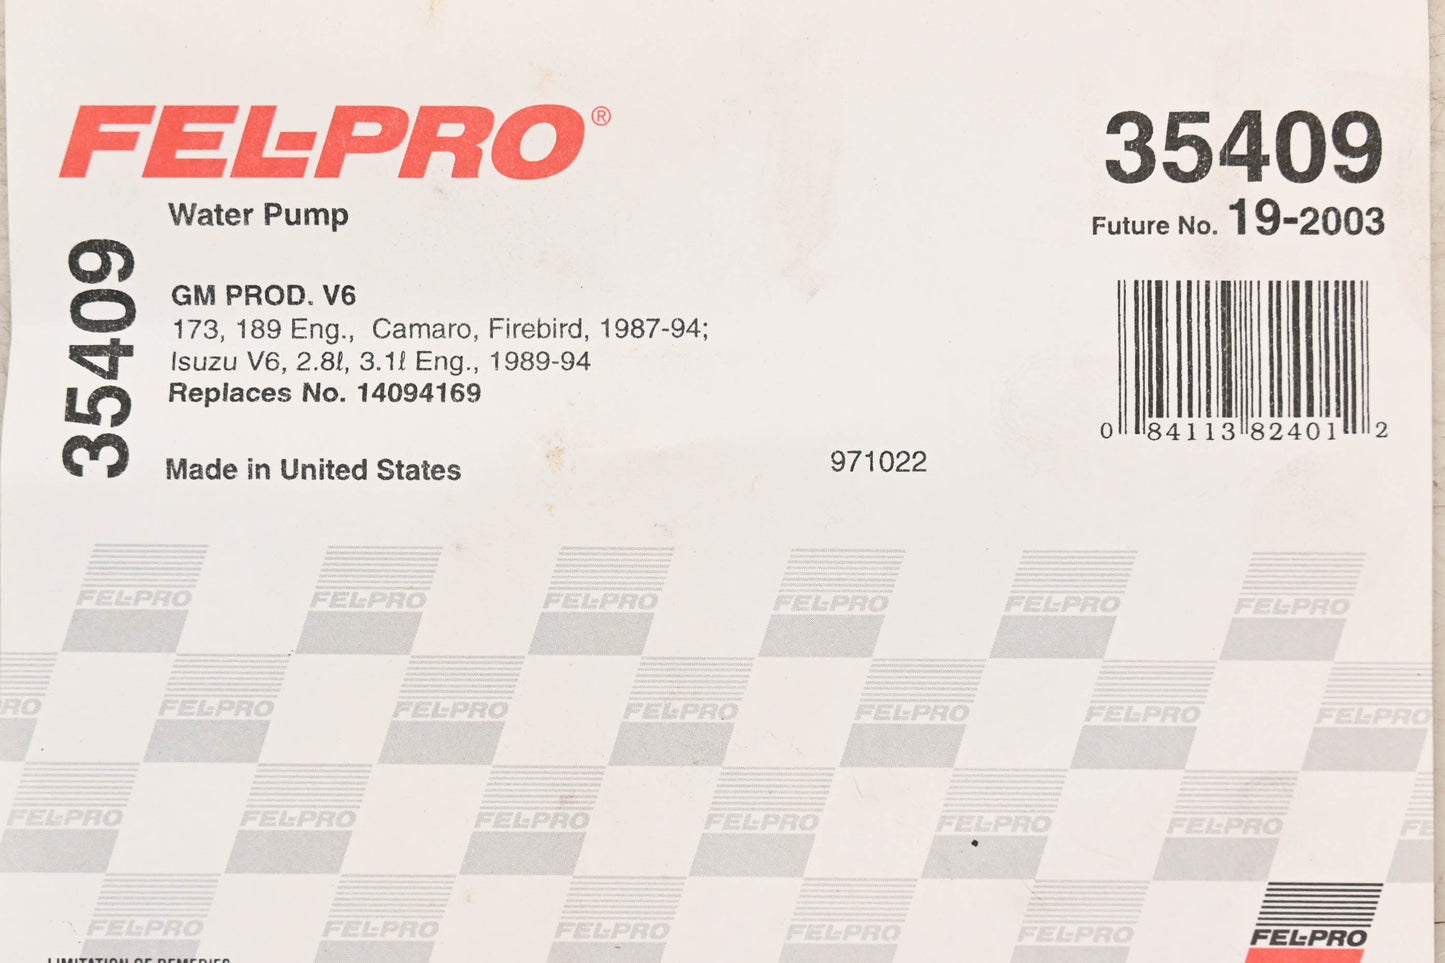 FEL-PRO®
35409
Future No. 19-2003
Water Pump
35409
GM PROD. V6
173, 189 Eng., Camaro, Firebird, 1987-94;
Isuzu V6, 2.8ℓ, 3.1ℓ Eng., 1989-94
Replaces No. 14094169
Made in United States
971022
0 84113 82401 2
FEL-PRO FEL-PRO FEL-PRO FEL-PRO FEL-PRO FEL-PRO
FEL-PRO FEL-PRO FEL-PRO FEL-PRO FEL-PRO FEL-PRO
FEL-PRO FEL-PRO FEL-PRO FEL-PRO FEL-PRO FEL-PRO
FEL-PRO FEL-PRO FEL-PRO FEL-PRO FEL-PRO FEL-PRO
LIMITATION OF REMEDIES